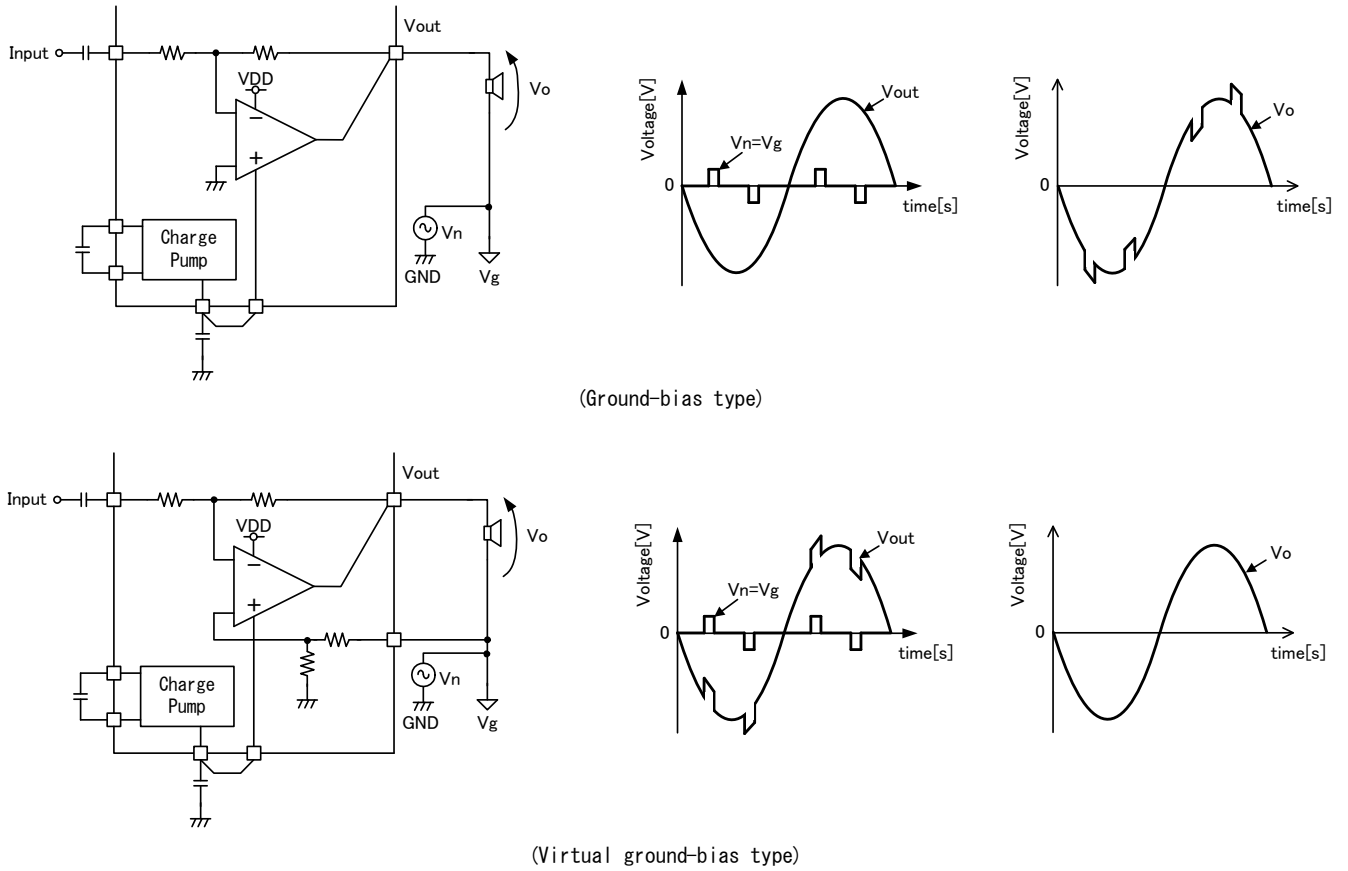 Vout
Input
VDD
Vo
−
+
Charge
Pump
Vn
GND
Vg
Voltage[V]
Vout
Vn=Vg
0
time[s]
Voltage[V]
Vo
0
time[s]
(Ground-bias type)
Vout
Input
VDD
Vo
−
+
Charge
Pump
Vn
GND
Vg
Voltage[V]
Vout
Vn=Vg
0
time[s]
Voltage[V]
Vo
0
time[s]
(Virtual ground-bias type)